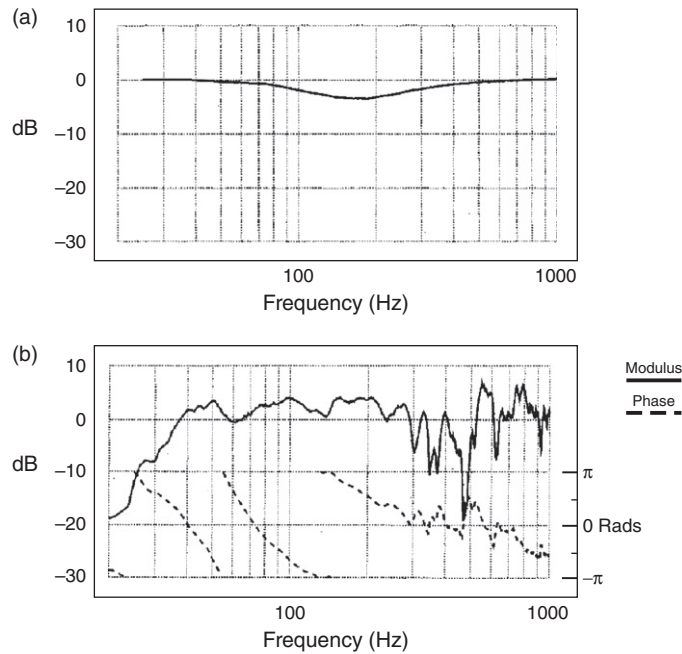 (a)
10
0
dB
−10
−20
−30
100
1000
Frequency (Hz)
(b)
10
0
dB
−10
−20
−30
π
0 Rads
−π
100
1000
Frequency (Hz)
Modulus
Phase